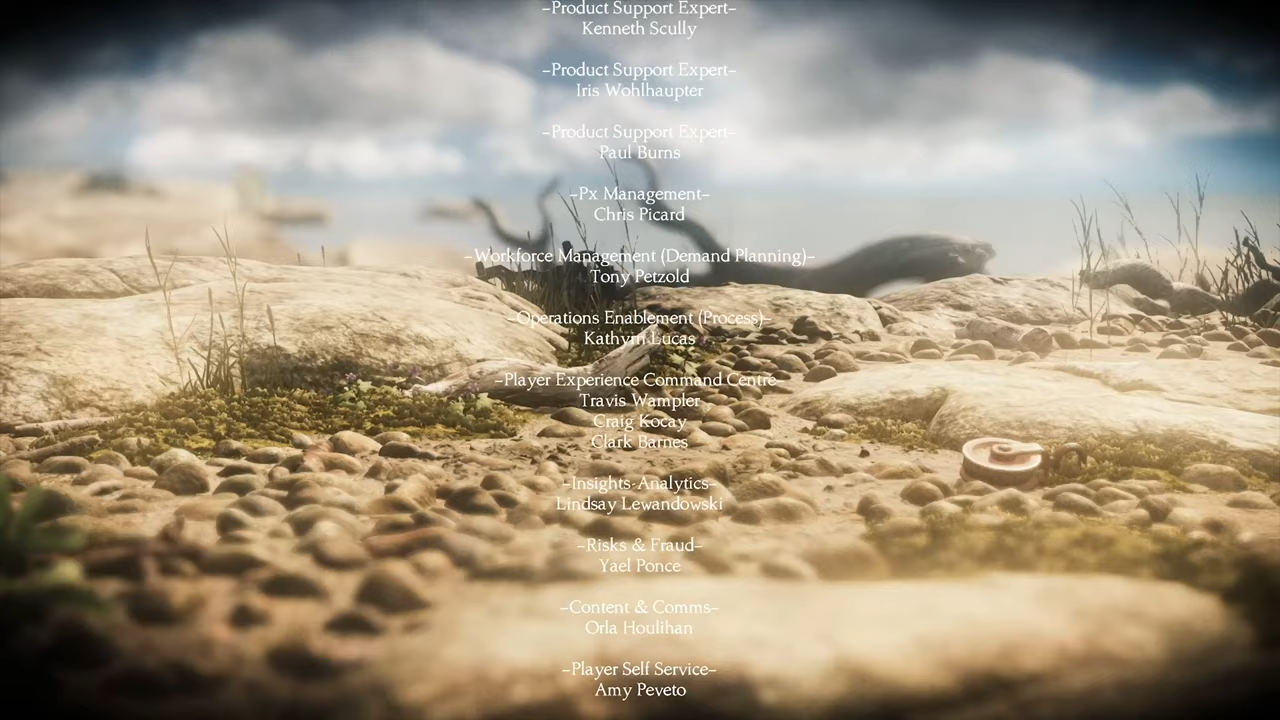 –Product Support Expert–
Kenneth Scully
–Product Support Expert–
Iris Wohlhaupter
–Product Support Expert–
Paul Burns
–Px Management–
Chris Picard
–Workforce Management (Demand Planning)–
Tony Petzold
–Operations Enablement (Process)–
Kathyrn Lucas
–Player Experience Command Centre–
Travis Wampler
Craig Kocay
Clark Barnes
–Insights-Analytics–
Lindsay Lewandowski
–Risks & Fraud–
Yael Ponce
–Content & Comms–
Orla Houlihan
–Player Self Service–
Amy Peveto